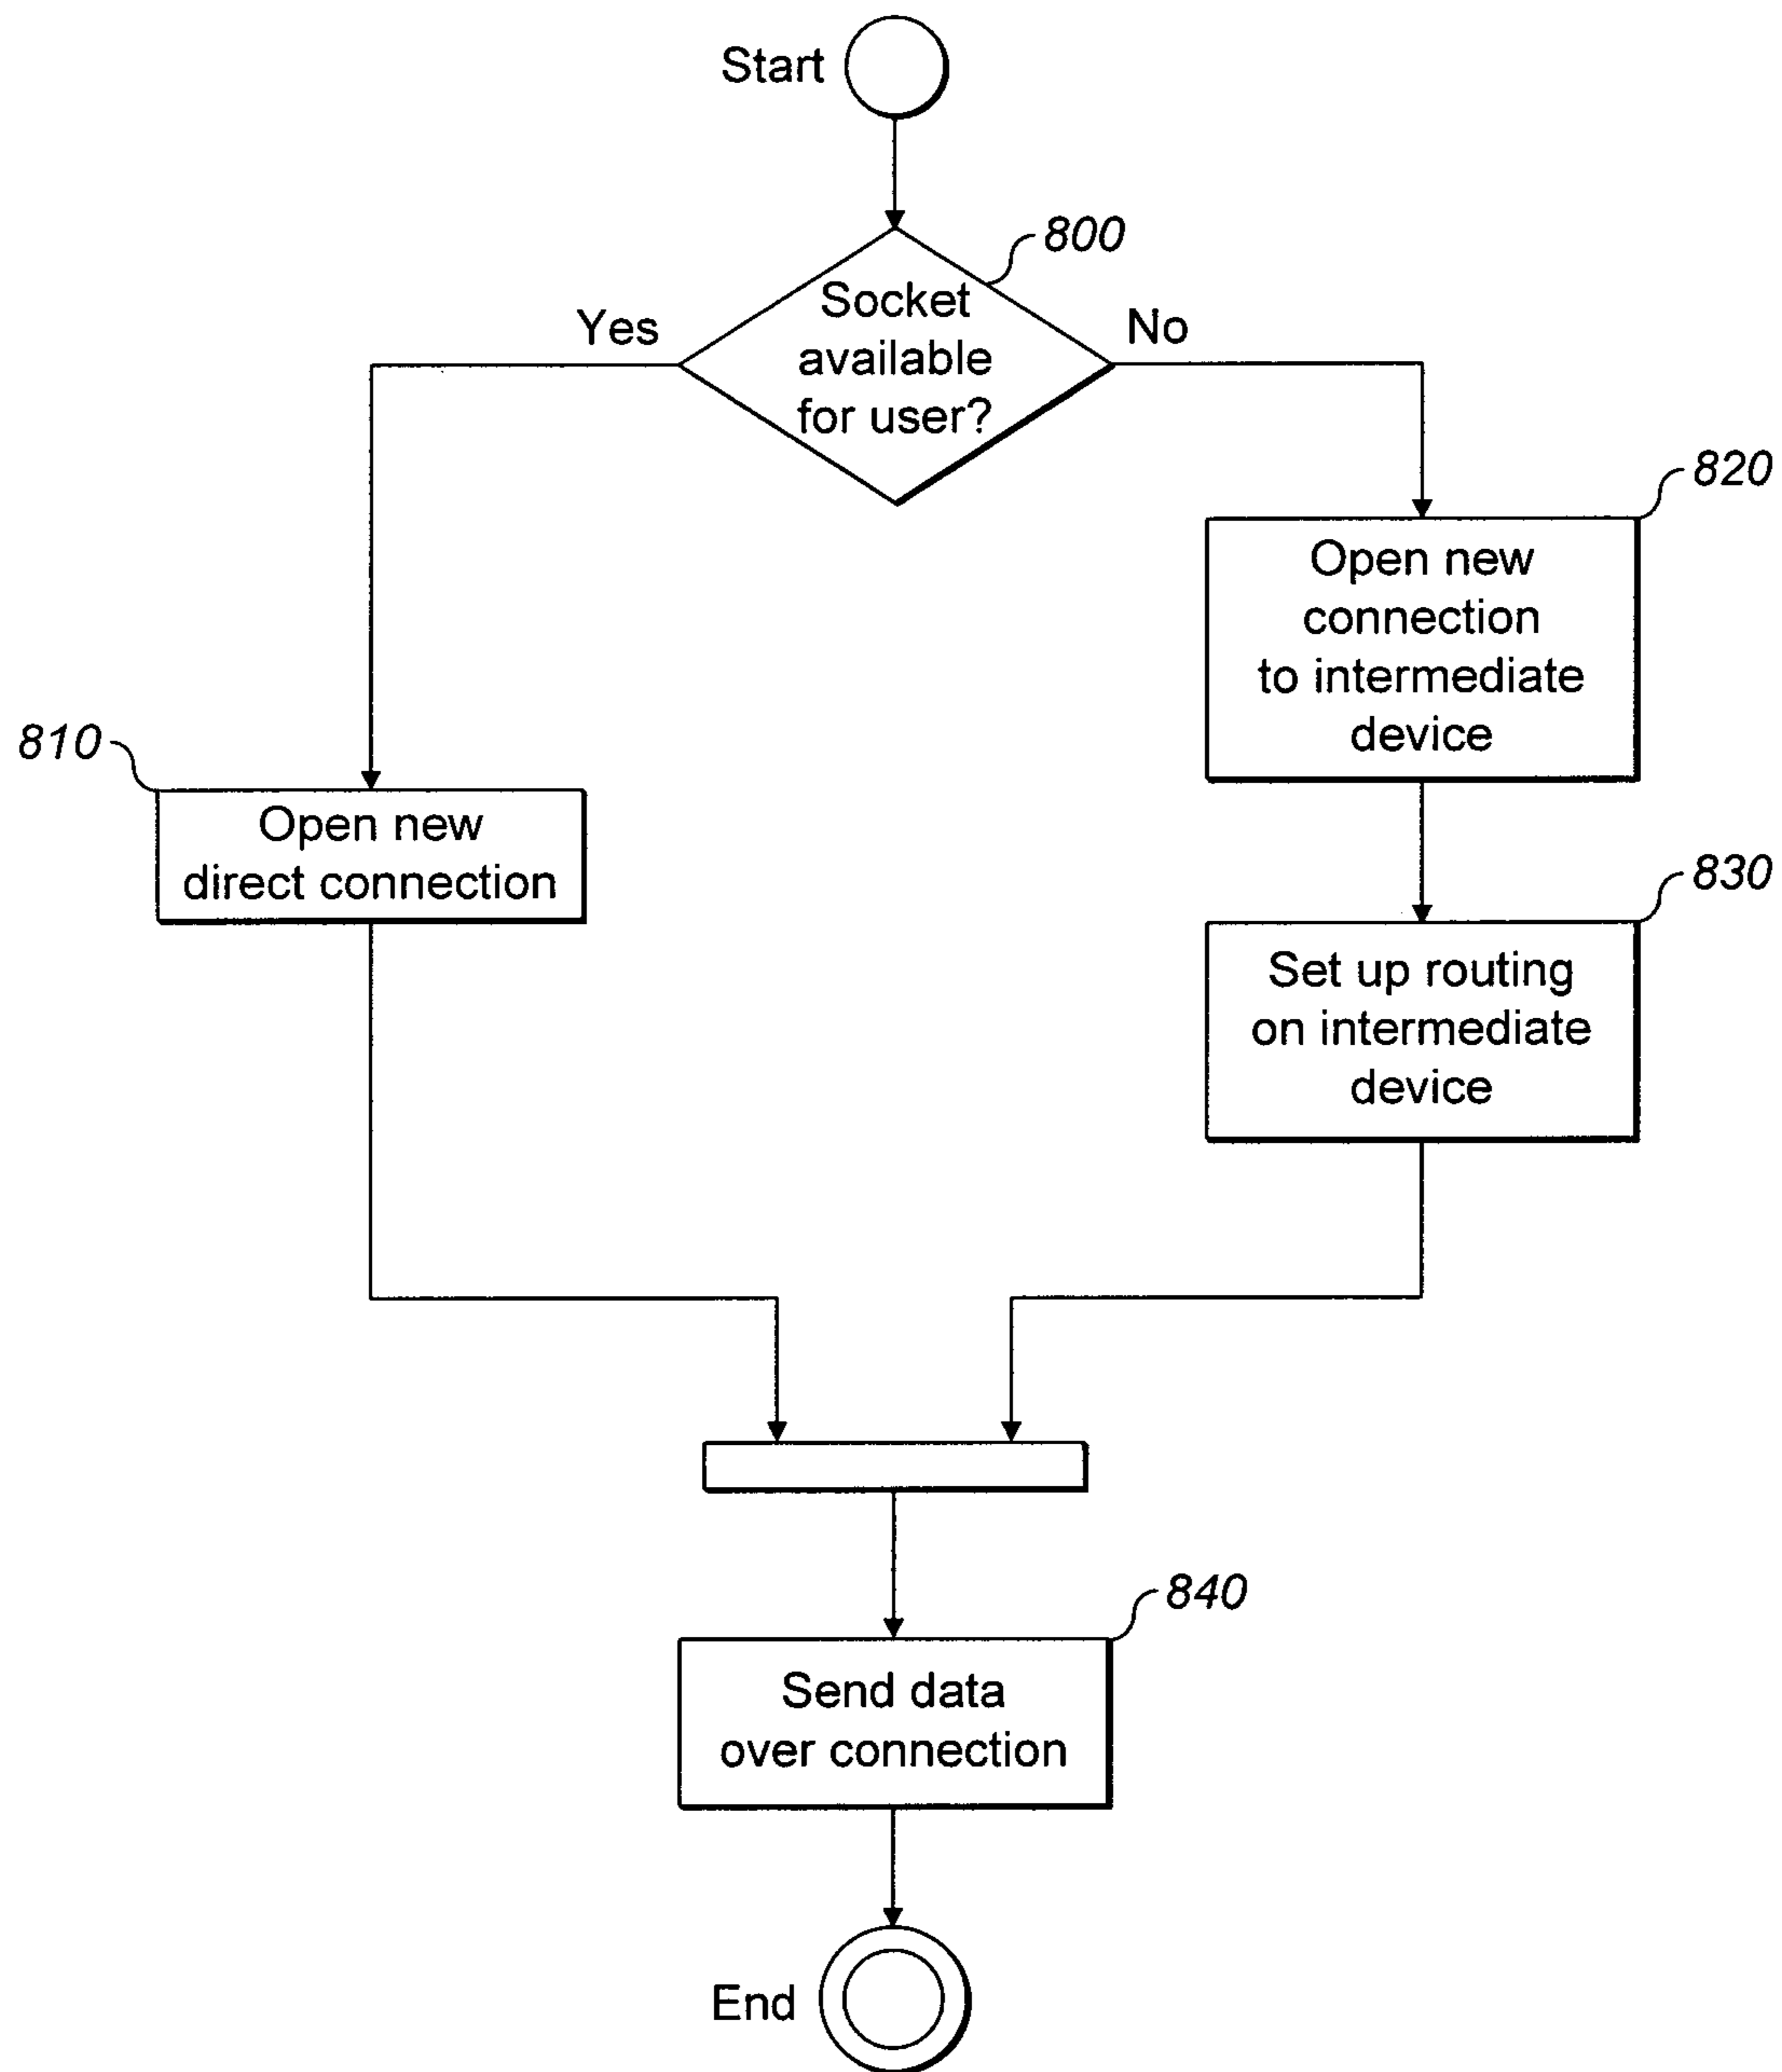 Start
800
Socket
available
for user?
Yes
No
820
Open new
connection
to intermediate
device
810
Open new
direct connection
830
Set up routing
on intermediate
device
840
Send data
over connection
End